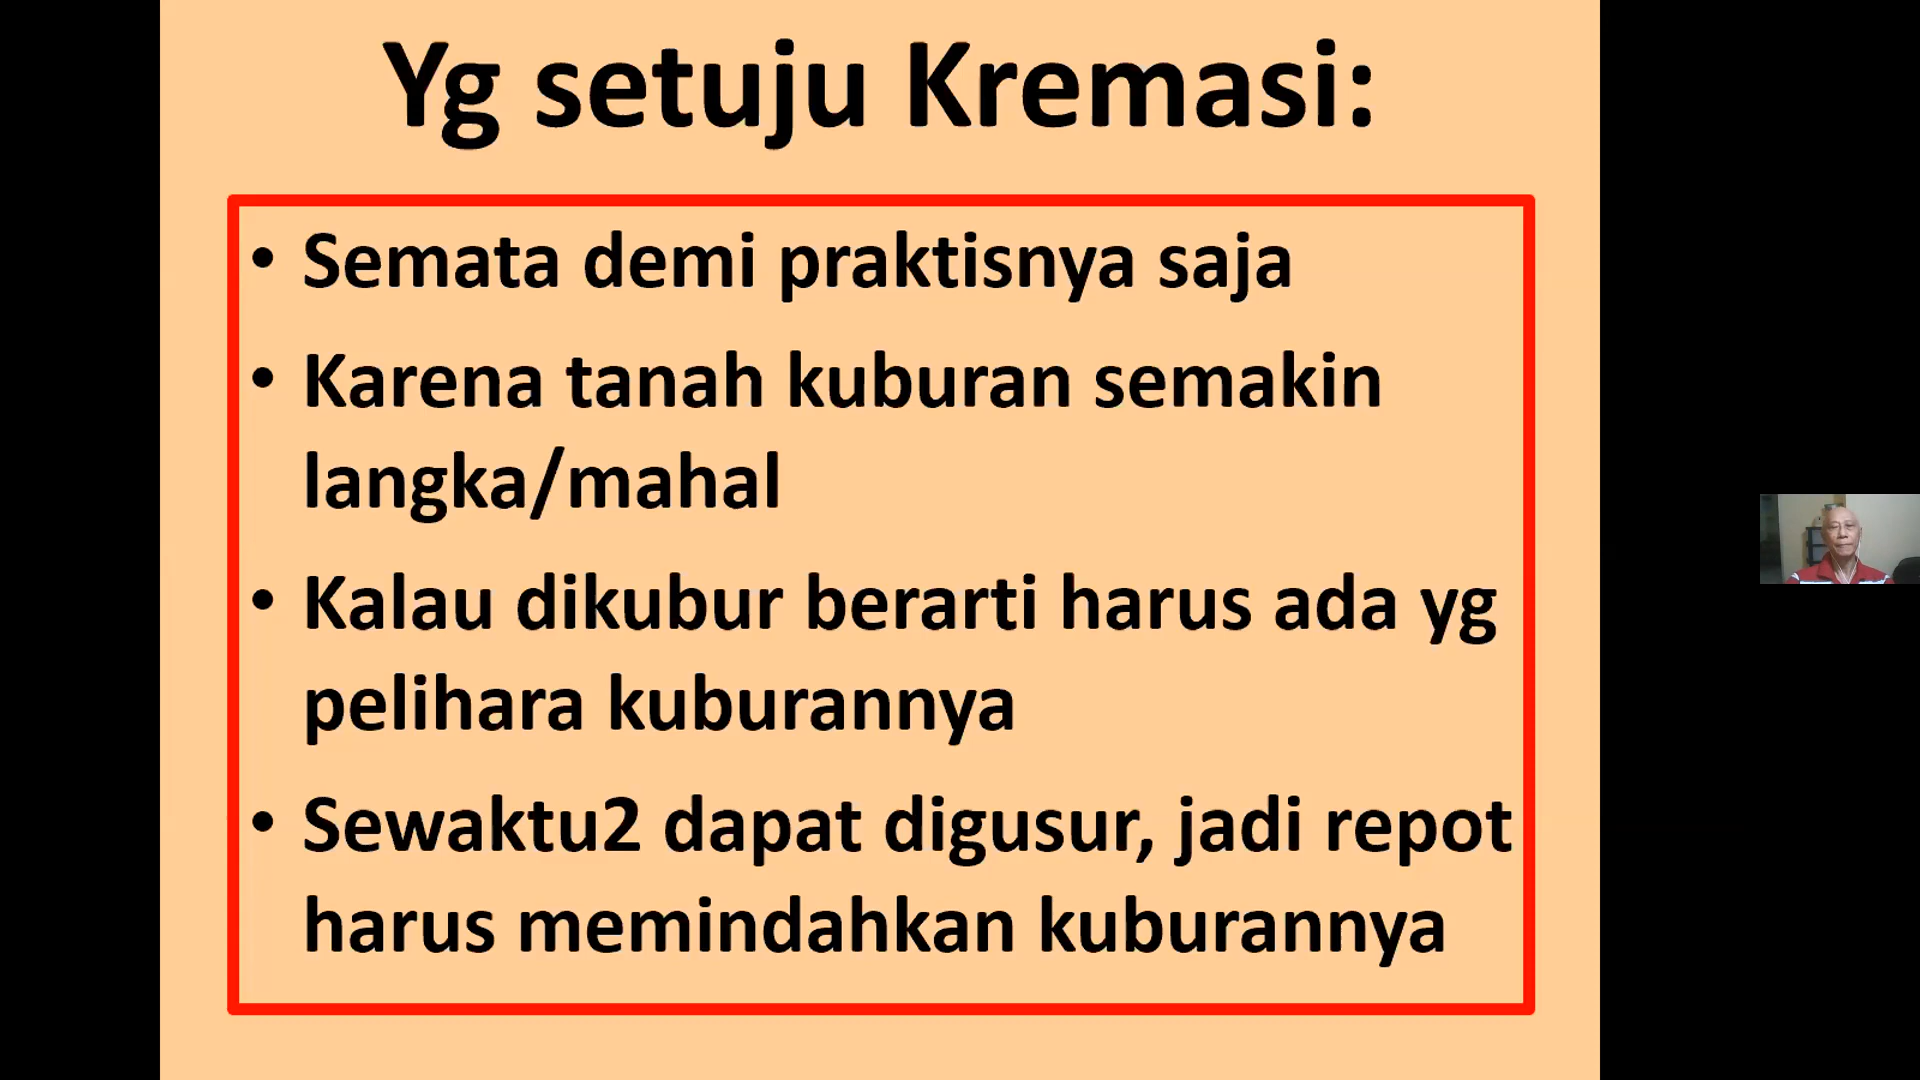 Yg setuju Kremasi:
• Semata demi praktisnya saja
• Karena tanah kuburan semakin
langka/mahal
• Kalau dikubur berarti harus ada yg
pelihara kuburannya
• Sewaktu2 dapat digusur, jadi repot
harus memindahkan kuburannya